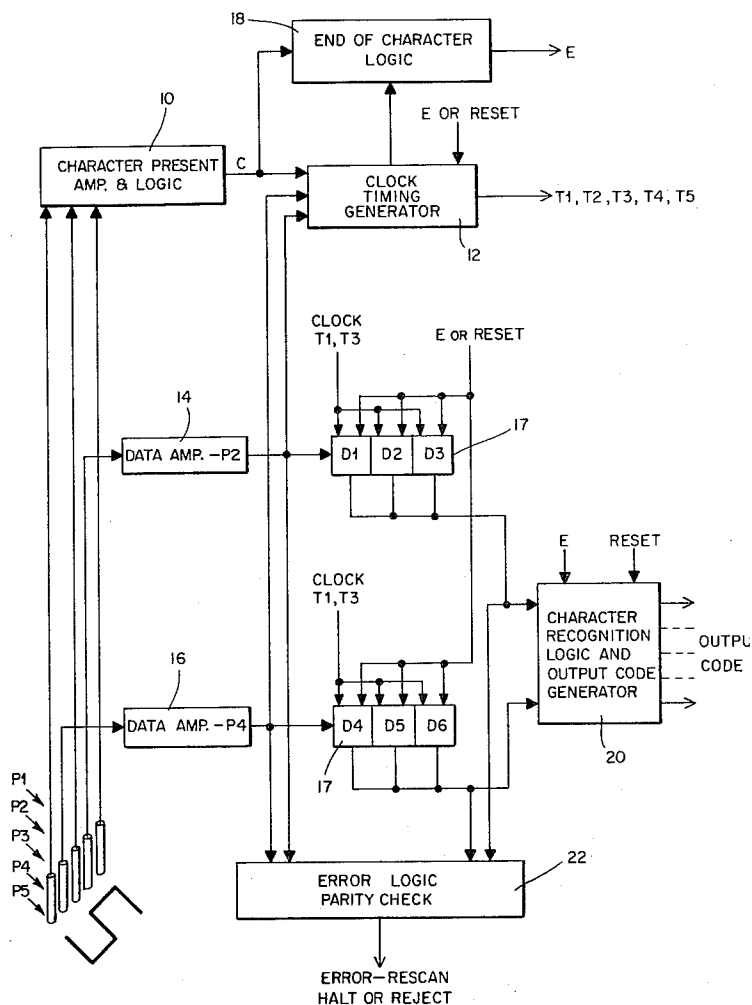 18
END OF CHARACTER
LOGIC
E
10
E OR RESET
CHARACTER PRESENT
AMP. & LOGIC
C
CLOCK
TIMING
GENERATOR
T1, T2, T3, T4, T5
12
CLOCK
T1, T3
E OR RESET
14
17
DATA AMP.-P2
D1 D2 D3
E
RESET
CLOCK
T1, T3
CHARACTER
RECOGNITION
LOGIC AND
OUTPUT CODE
GENERATOR
OUTPUT
CODE
16
DATA AMP.-P4
D4 D5 D6
20
17
P1
P2
P3
P4
P5
22
ERROR LOGIC
PARITY CHECK
ERROR-RESCAN
HALT OR REJECT